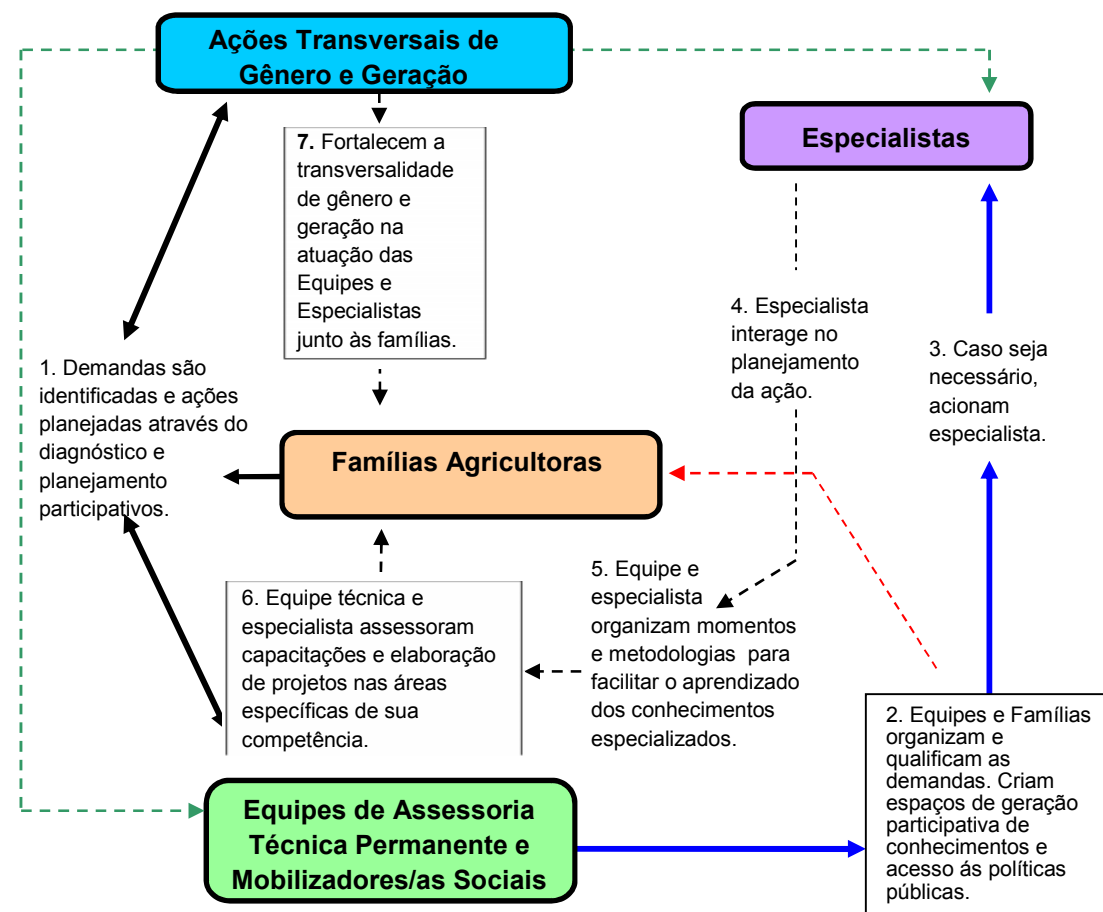 Ações Transversais de
Gênero e Geração
Especialistas
7. Fortalecem a
transversalidade
de gênero e
geração na
atuação das
Equipes e
Especialistas
junto às famílias.
4. Especialista
interage no
planejamento
da ação.
3. Caso seja
necessário,
acionam
especialista.
1. Demandas são
identificadas e ações
planejadas através do
diagnóstico e
planejamento
participativos.
Famílias Agricultoras
6. Equipe técnica e
especialista assessoram
capacitações e elaboração
de projetos nas áreas
específicas de sua
competência.
5. Equipe e
especialista
organizam momentos
e metodologias para
facilitar o aprendizado
dos conhecimentos
especializados.
2. Equipes e Famílias
organizam e
qualificam as
demandas. Criam
espaços de geração
participativa de
conhecimentos e
acesso ás políticas
públicas.
Equipes de Assessoria
Técnica Permanente e
Mobilizadores/as Sociais